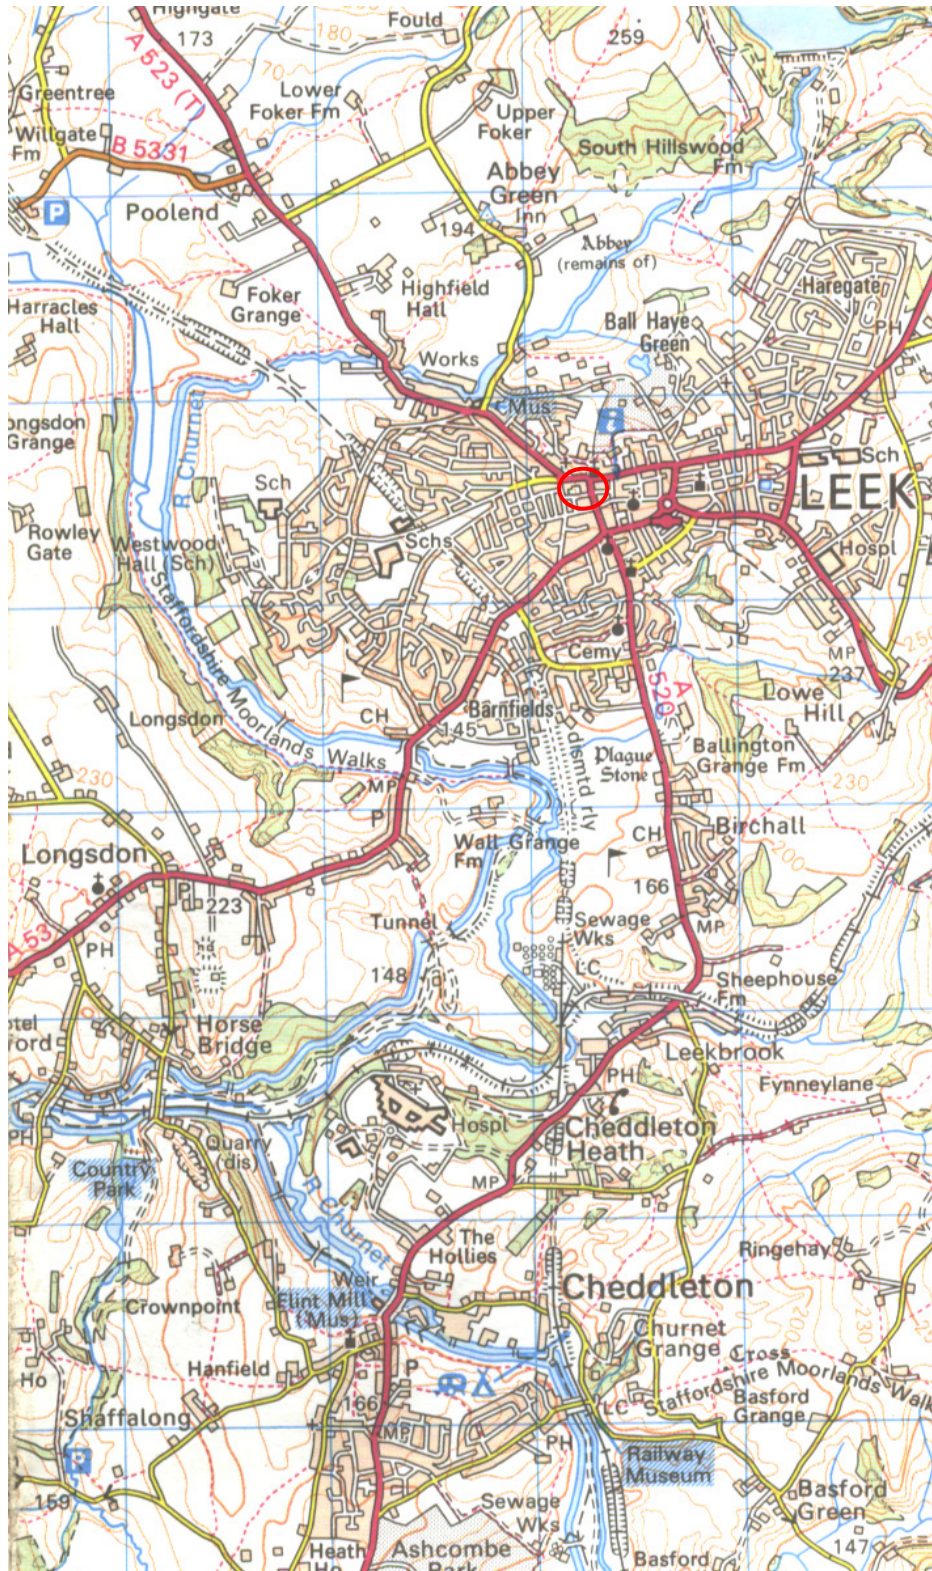 Highgate
173
180
Fould
259
A 523 (T)
70
Greentree
Lower
Foker Fm
Upper
Foker
Willgate
Fm
B 5331
South Hillswood
Fm
Abbey
Green
Inn
P
Poolend
194
Abbey
(remains of)
Haregate
Foker
Grange
Highfield
Hall
Harracles
Hall
Ball Haye
Green
PH
Works
Mus
R Churnet
ongsdon
Grange
Sch
Sch
LEEK
Rowley
Gate
Schs
Westwood
Hall (Sch)
Hospl
Staffordshire Moorlands Walks
Cemy
MP
237
250
A 520
Lowe
Hill
Longsdon
CH
145
Barnfields
dismtd rly
Plague
Stone
Ballington
Grange Fm
230
230
MP
P
Wall Grange
Fm
CH
Birchall
200
Longsdon
166
P
223
Tunnel
Sewage
Wks
MP
A 53
PH
148
LC
Sheephouse
Fm
otel
ford
Horse
Bridge
Leekbrook
PH
Fynneylane
PH
Quarry
(dis)
Hospl
Cheddleton
Heath
Country
Park
R Churnet
MP
The
Hollies
Ringehay
Weir
Flint Mill
(Mus)
Cheddleton
Crownpoint
Churnet
Grange
200
230
Cross
Hanfield
P
Ho
Staffordshire Moorlands Walk
LC
Basford
Grange
166
Shaffalong
MP
PH
Railway
Museum
159
Sewage
Wks
Basford
Green
147
Heath
Ho
Ashcombe
Park
Basford